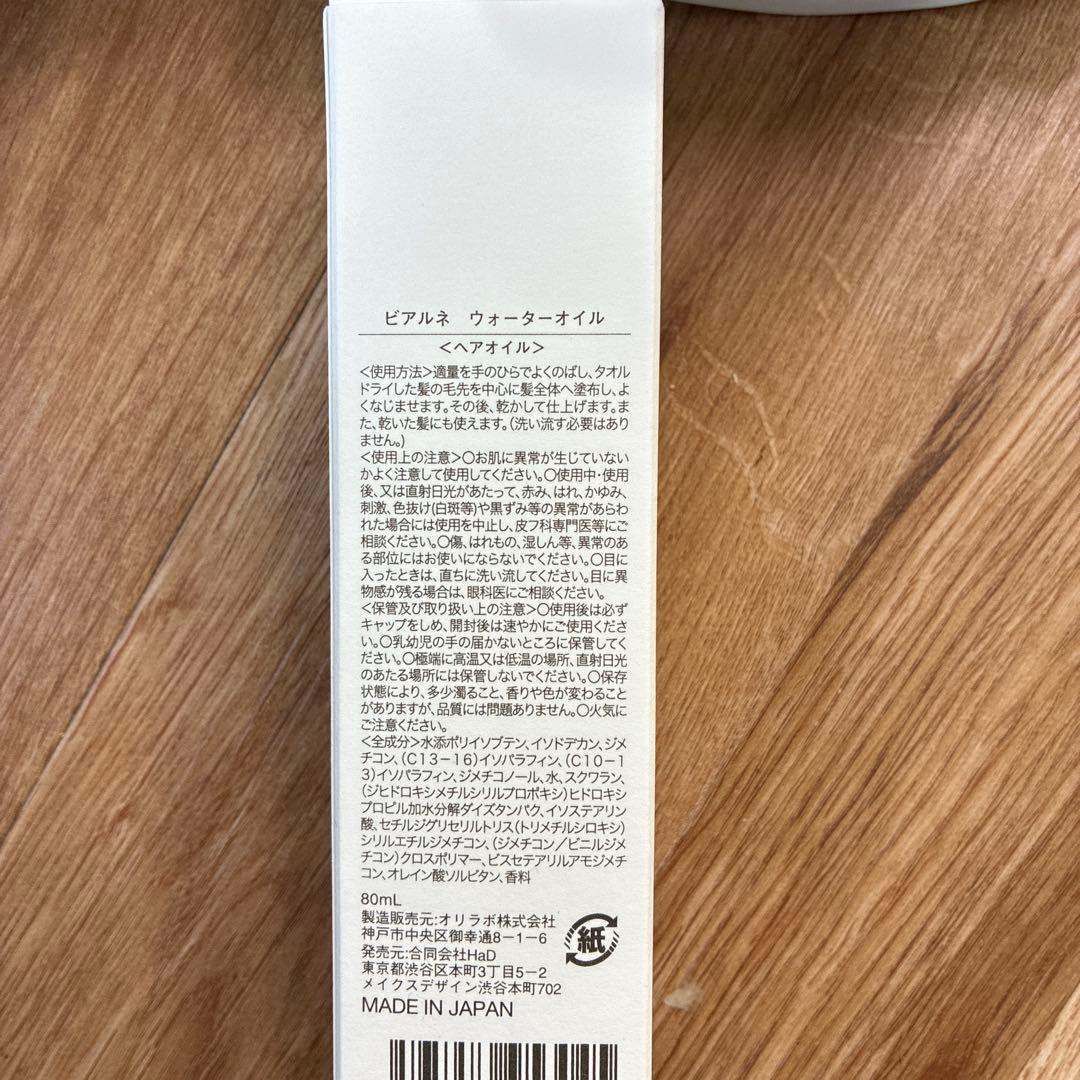 ビアルネ ウォーターオイル
<ヘアオイル>
<使用方法>適量を手のひらでよくのばし、タオル
ドライした髪の毛先を中心に髪全体へ塗布し、よ
くなじませます。その後、乾かして仕上げます。ま
た、乾いた髪にも使えます。(洗い流す必要はあり
ません。)
<使用上の注意>〇お肌に異常が生じていない
かよく注意して使用してください。〇使用中・使用
後、又は直射日光があたって、赤み、はれ、かゆみ、
刺激、色抜け(白斑等)や黒ずみ等の異常があらわ
れた場合には使用を中止し、皮フ科専門医等にご
相談ください。〇傷、はれもの、湿しん等、異常のあ
る部位にはお使いにならないでください。〇目に
入ったときは、直ちに洗い流してください。目に異
物感が残る場合は、眼科医にご相談ください。
<保管及び取り扱い上の注意>〇使用後は必ず
キャップをしめ、開封後は速やかにご使用くださ
い。〇乳幼児の手の届かないところに保管してく
ださい。〇極端に高温又は低温の場所、直射日光
のあたる場所には保管しないでください。〇保存
状態により、多少濁ること、香りや色が変わること
がありますが、品質には問題ありません。〇火気に
ご注意ください。
<全成分>水添ポリイソブテン、イソドデカン、ジメ
チコン、(C13-16)イソパラフィン、(C10-1
3)イソパラフィン、ジメチコノール、水、スクワラン、
(ジヒドロキシメチルシリルプロポキシ)ヒドロキシ
プロピル加水分解ダイズタンパク、イソステアリン
酸、セチルジグリセリルトリス(トリメチルシロキシ)
シリルエチルジメチコン、(ジメチコン/ビニルジメ
チコン)クロスポリマー、ビスセテアリルアモジメチ
コン、オレイン酸ソルビタン、香料
80mL
製造販売元:オリラボ株式会社
神戸市中央区御幸通8-1-6
発売元:合同会社HaD
東京都渋谷区本町3丁目5-2
メイクスデザイン渋谷本町702
MADE IN JAPAN
紙